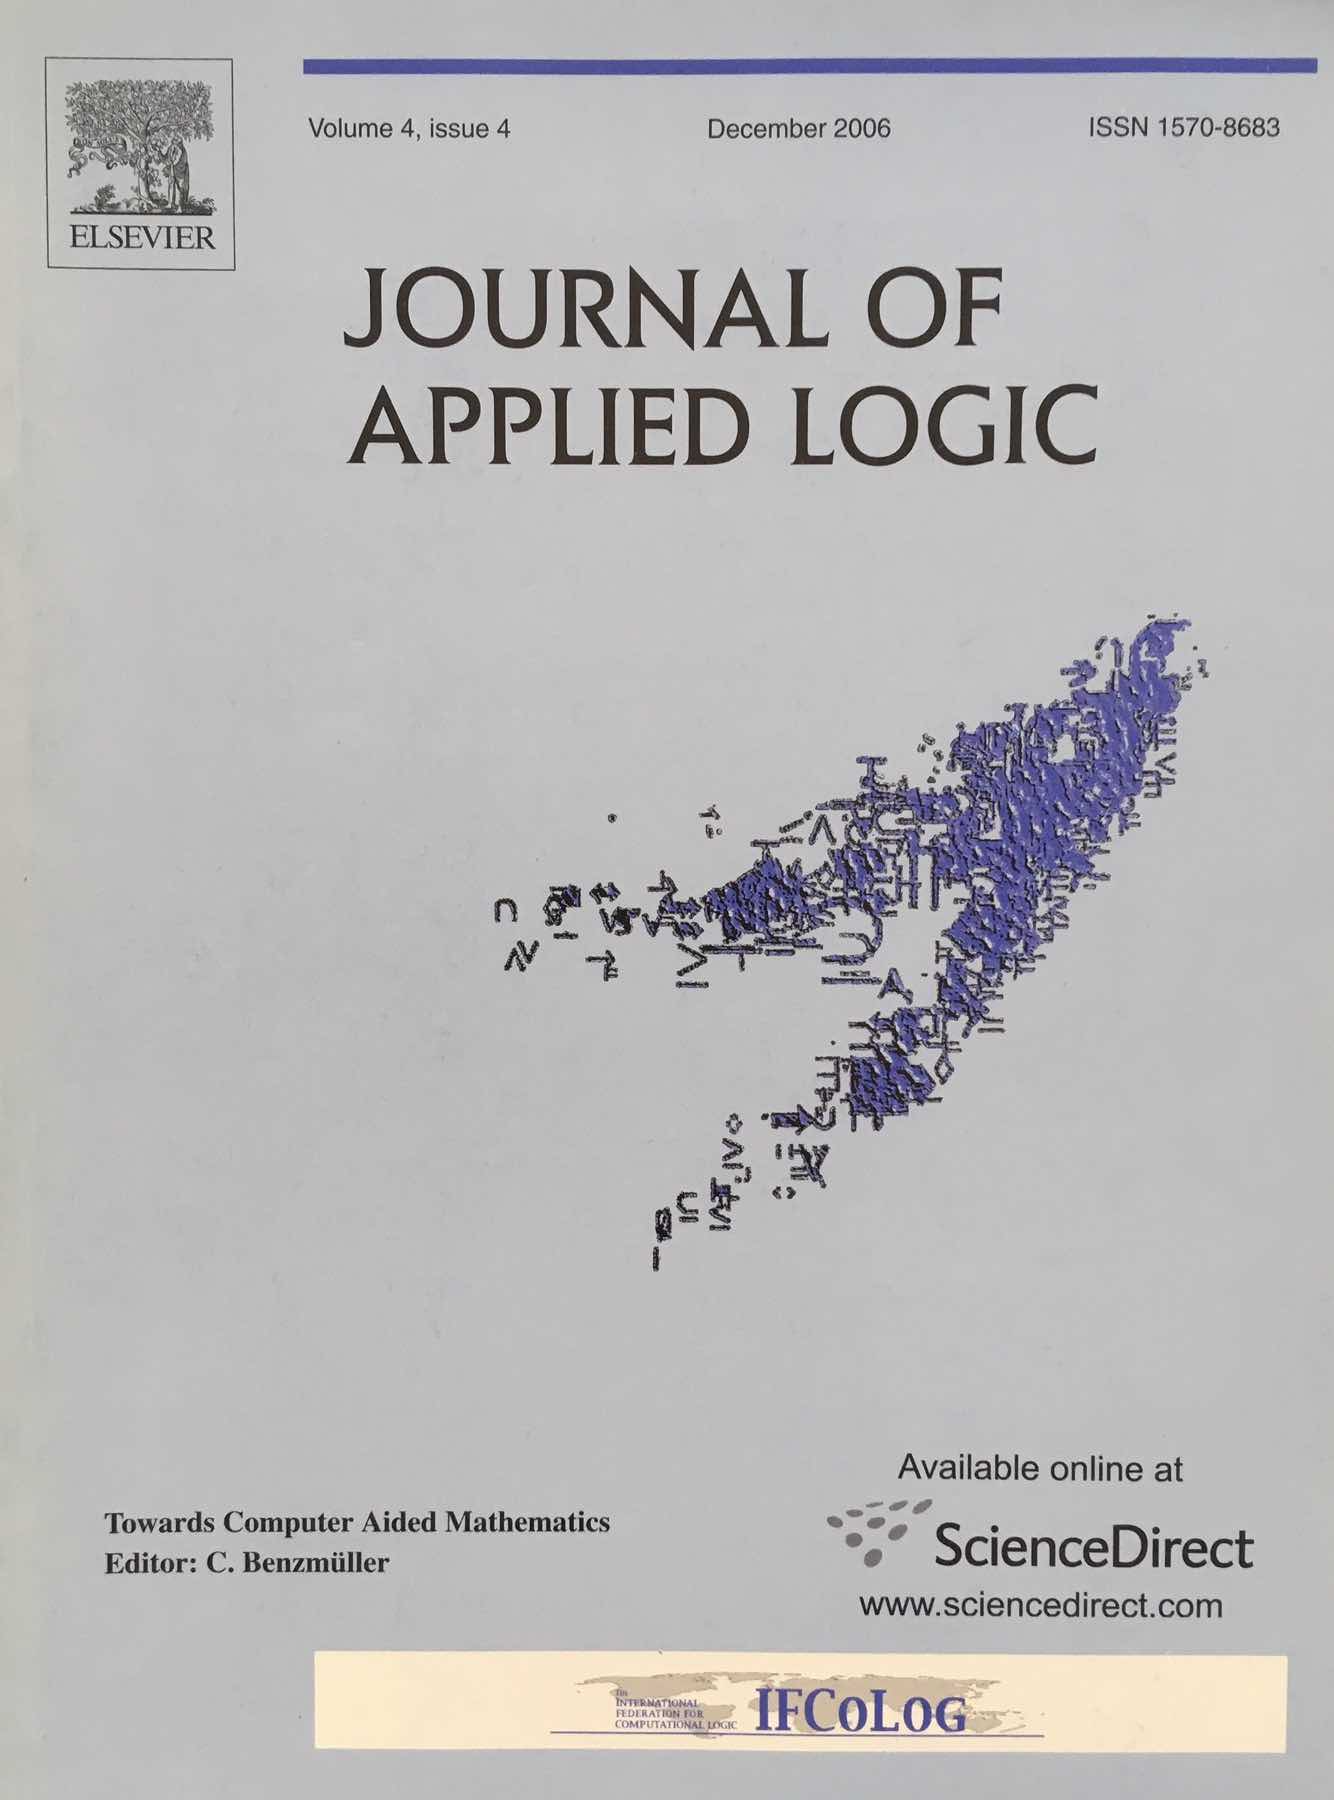 ELSEVIER
Volume 4, issue 4 December 2006 ISSN 1570-8683
JOURNAL OF
APPLIED LOGIC
Available online at
ScienceDirect
www.sciencedirect.com
Towards Computer Aided Mathematics
Editor: C. Benzmüller
THE
INTERNATIONAL
FEDERATION FOR
COMPUTATIONAL LOGIC
IFCOLOG